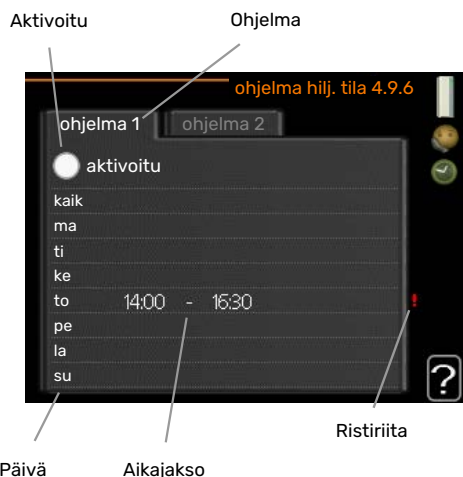 Aktivoitu
Ohjelma
ohjelma hilj. tila 4.9.6
ohjelma 1
ohjelma 2
aktivoitu
kaik
ma
ti
ke
to 14:00 - 16:30 !
pe
la
su
?
Ristiriita
Päivä
Aikajakso